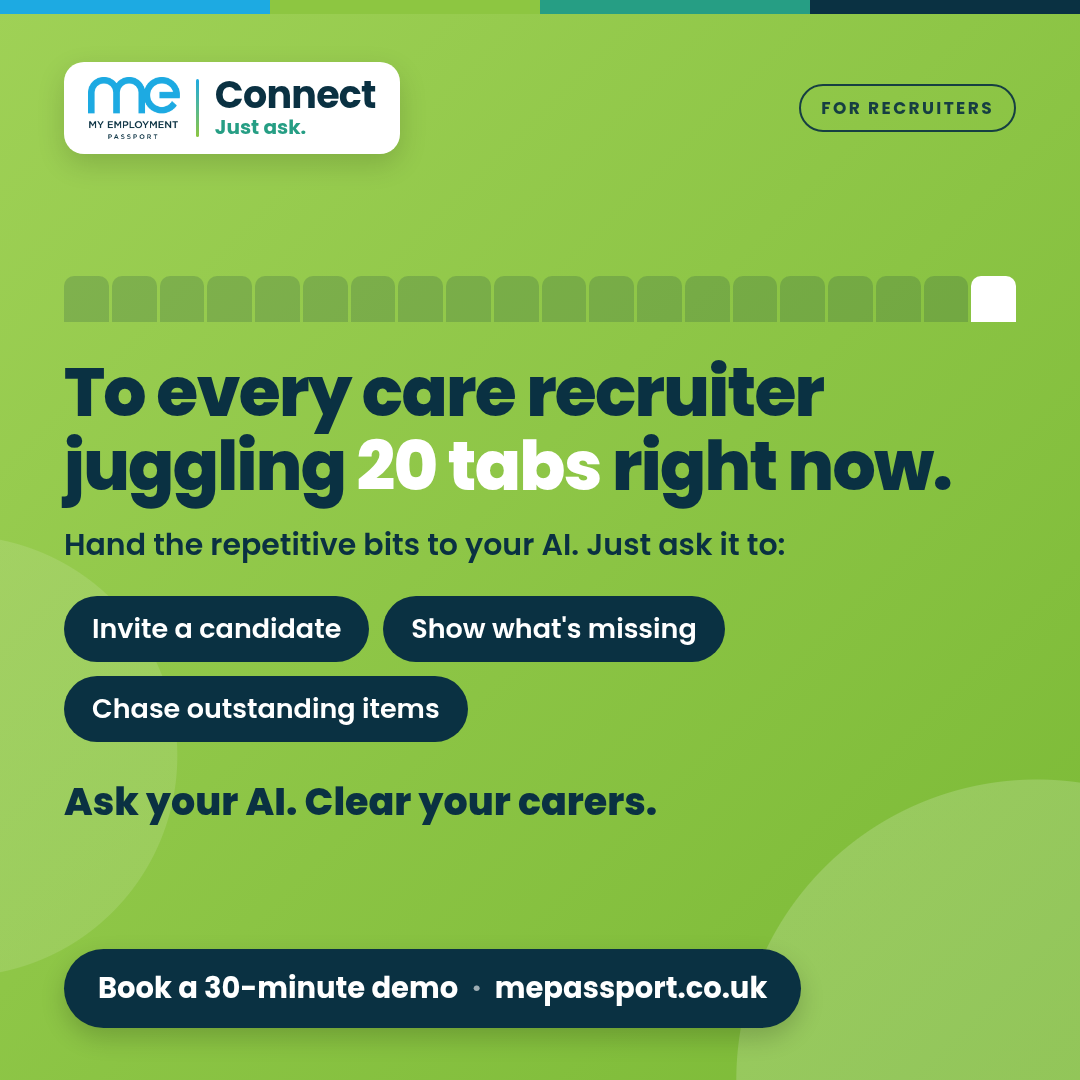 me
MY EMPLOYMENT
PASSPORT
Connect
Just ask.
FOR RECRUITERS
To every care recruiter
juggling 20 tabs right now.
Hand the repetitive bits to your AI. Just ask it to:
Invite a candidate
Show what's missing
Chase outstanding items
Ask your AI. Clear your carers.
Book a 30-minute demo · mepassport.co.uk